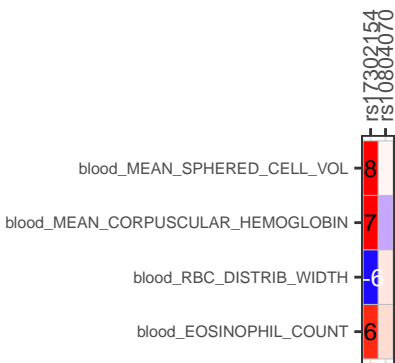 rs17302154
rs10804070
blood_MEAN_SPHERED_CELL_VOL 8
blood_MEAN_CORPUSCULAR_HEMOGLOBIN 7
blood_RBC_DISTRIB_WIDTH -6
blood_EOSINOPHIL_COUNT 6